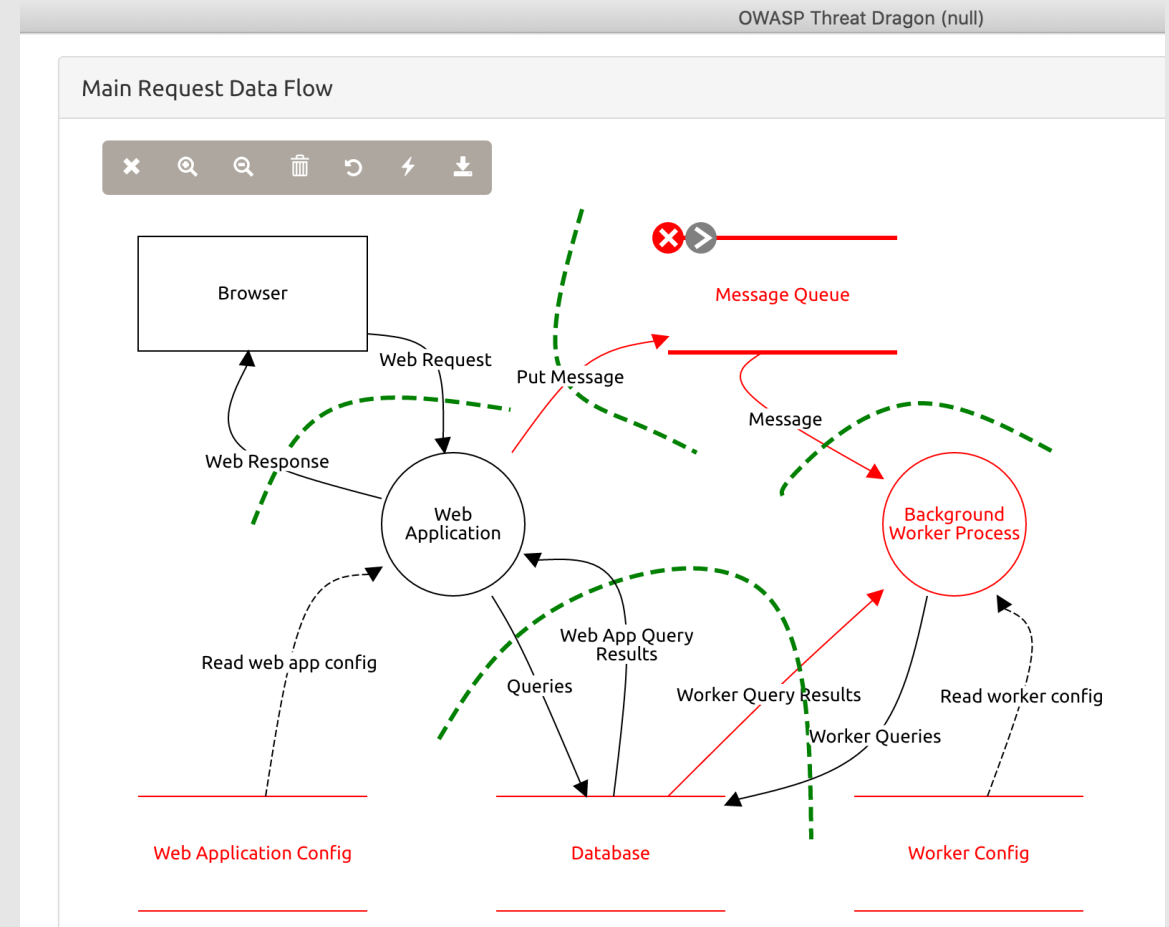 OWASP Threat Dragon (null)
Main Request Data Flow
Browser
Message Queue
Web Request
Put Message
Message
Web Response
Web
Application
Background
Worker Process
Web App Query
Results
Read web app config
Queries
Worker Query Results
Read worker config
Worker Queries
Web Application Config
Database
Worker Config